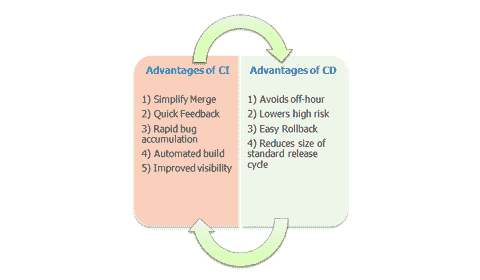 Advantages of CI
1) Simplify Merge
2) Quick Feedback
3) Rapid bug
accumulation
4) Automated build
5) Improved visibility
Advantages of CD
1) Avoids off-hour
2) Lowers high risk
3) Easy Rollback
4) Reduces size of
standard release
cycle